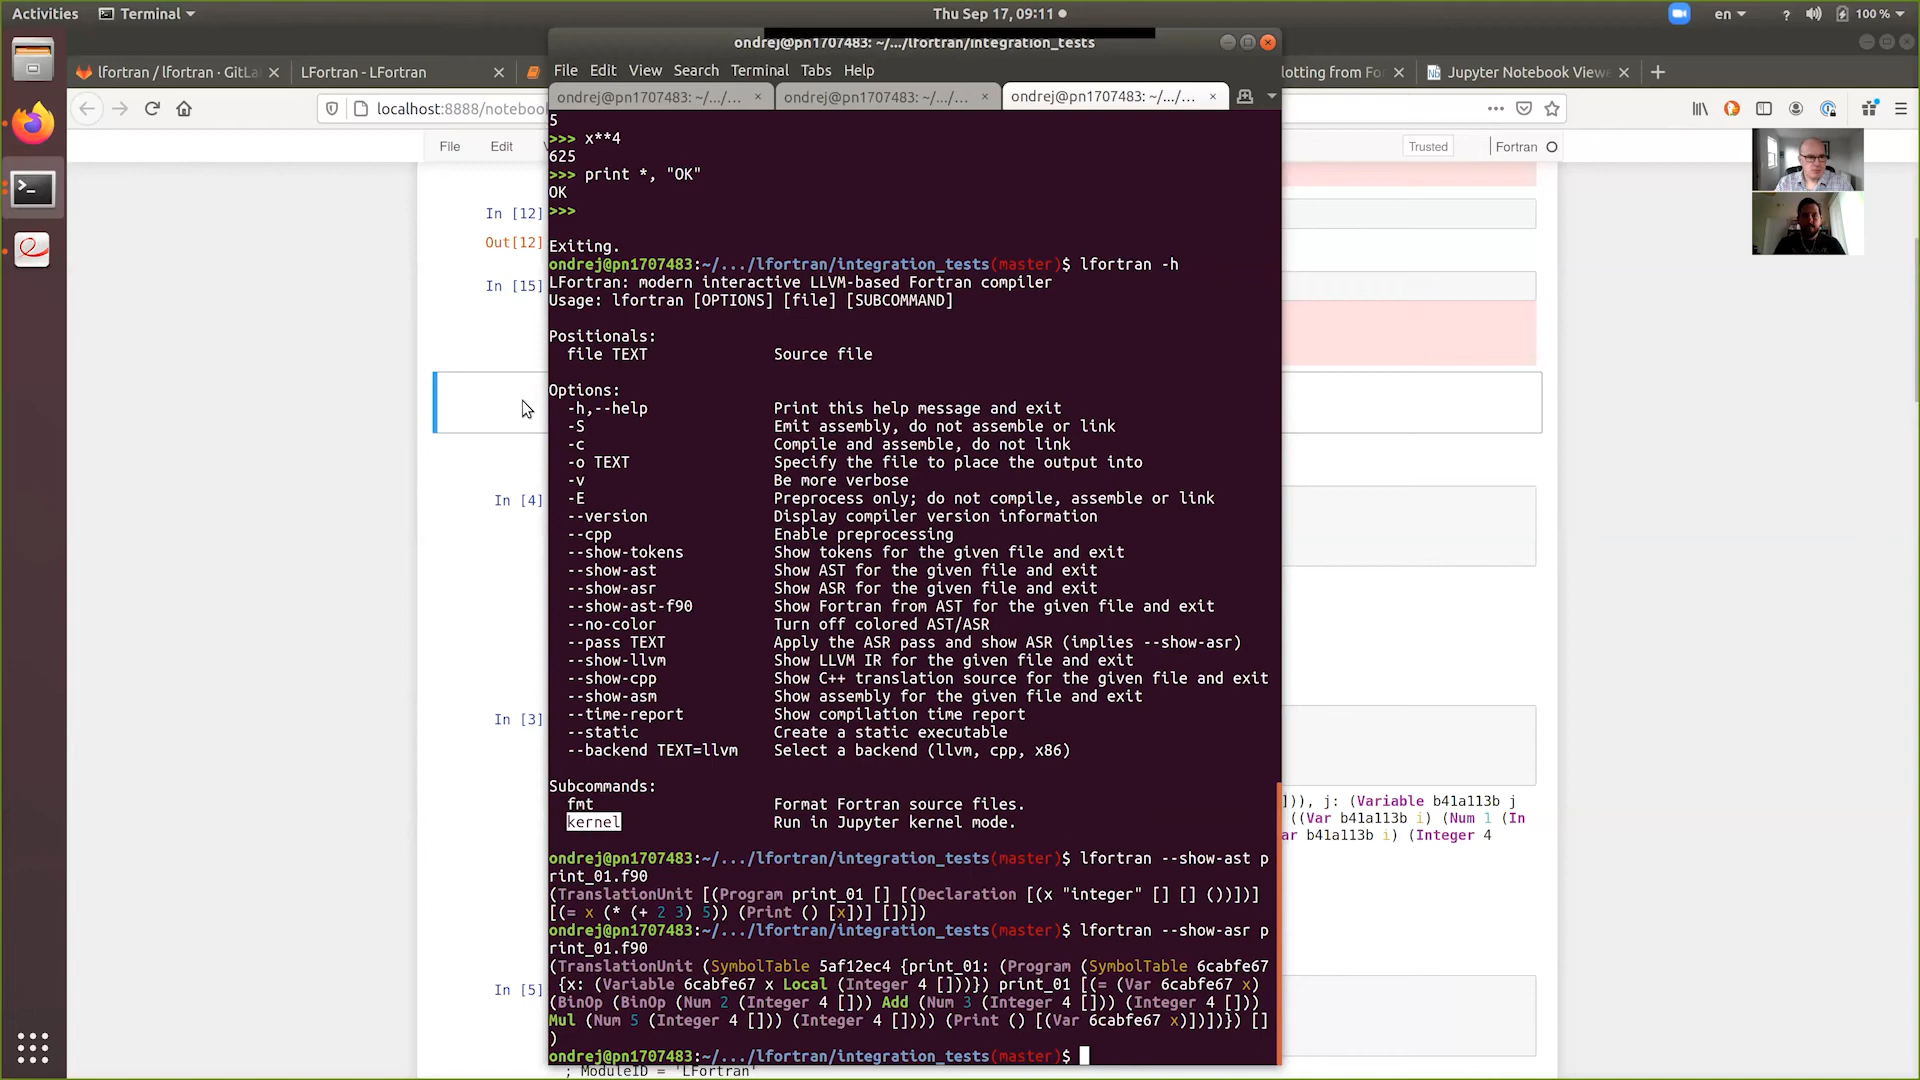 Activities
Terminal
Thu Sep 17, 09:11
en
?
100 %
ondrej@pn1707483: ~/.../lfortran/integration_tests
lfortran / lfortran · GitLa
LFortran - LFortran
File Edit View Search Terminal Tabs Help
lotting from Fo
Jupyter Notebook View
ondrej@pn1707483: ~/.../...
ondrej@pn1707483: ~/.../...
ondrej@pn1707483: ~/.../...
localhost:8888/noteboo
File Edit
Trusted
Fortran
5
>>> x**4
625
>>> print *, "OK"
OK
>>>
Exiting.
In [12]
Out[12]
In [15]
In [4]
In [3]
In [5]
ondrej@pn1707483:~/.../lfortran/integration_tests(master)$ lfortran -h
LFortran: modern interactive LLVM-based Fortran compiler
Usage: lfortran [OPTIONS] [file] [SUBCOMMAND]
Positionals:
file TEXT Source file
Options:
-h,--help Print this help message and exit
-S Emit assembly, do not assemble or link
-c Compile and assemble, do not link
-o TEXT Specify the file to place the output into
-v Be more verbose
-E Preprocess only; do not compile, assemble or link
--version Display compiler version information
--cpp Enable preprocessing
--show-tokens Show tokens for the given file and exit
--show-ast Show AST for the given file and exit
--show-asr Show ASR for the given file and exit
--show-ast-f90 Show Fortran from AST for the given file and exit
--no-color Turn off colored AST/ASR
--pass TEXT Apply the ASR pass and show ASR (implies --show-asr)
--show-llvm Show LLVM IR for the given file and exit
--show-cpp Show C++ translation source for the given file and exit
--show-asm Show assembly for the given file and exit
--time-report Show compilation time report
--static Create a static executable
--backend TEXT=llvm Select a backend (llvm, cpp, x86)
Subcommands:
fmt Format Fortran source files.
kernel Run in Jupyter kernel mode.
ondrej@pn1707483:~/.../lfortran/integration_tests(master)$ lfortran --show-ast p
rint_01.f90
(TranslationUnit [(Program print_01 [] [(Declaration [(x "integer" [] [] ())])]
[(= x (* (+ 2 3) 5)) (Print () [x])] [])])
ondrej@pn1707483:~/.../lfortran/integration_tests(master)$ lfortran --show-asr p
rint_01.f90
(TranslationUnit (SymbolTable 5af12ec4 {print_01: (Program (SymbolTable 6cabfe67
{x: (Variable 6cabfe67 x Local (Integer 4 []))}) print_01 [(= (Var 6cabfe67 x)
(BinOp (BinOp (Num 2 (Integer 4 [])) Add (Num 3 (Integer 4 [])) (Integer 4 []))
Mul (Num 5 (Integer 4 [])) (Integer 4 []))) (Print () [(Var 6cabfe67 x)])])}) []
)
ondrej@pn1707483:~/.../lfortran/integration_tests(master)$
])), j: (Variable b41a113b j
((Var b41a113b i) (Num 1 (In
ar b41a113b i) (Integer 4
; ModuleID = 'LFortran'